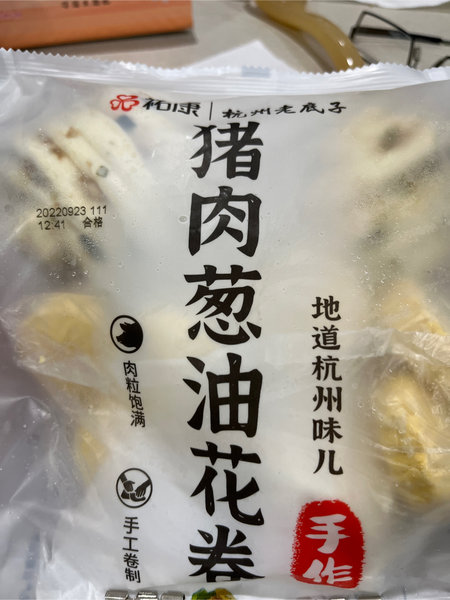 祐康 | 杭州老底子
猪肉葱油花卷
20220923 111
12:41 合格
地道杭州味儿
肉粒饱满
手工卷制
手作